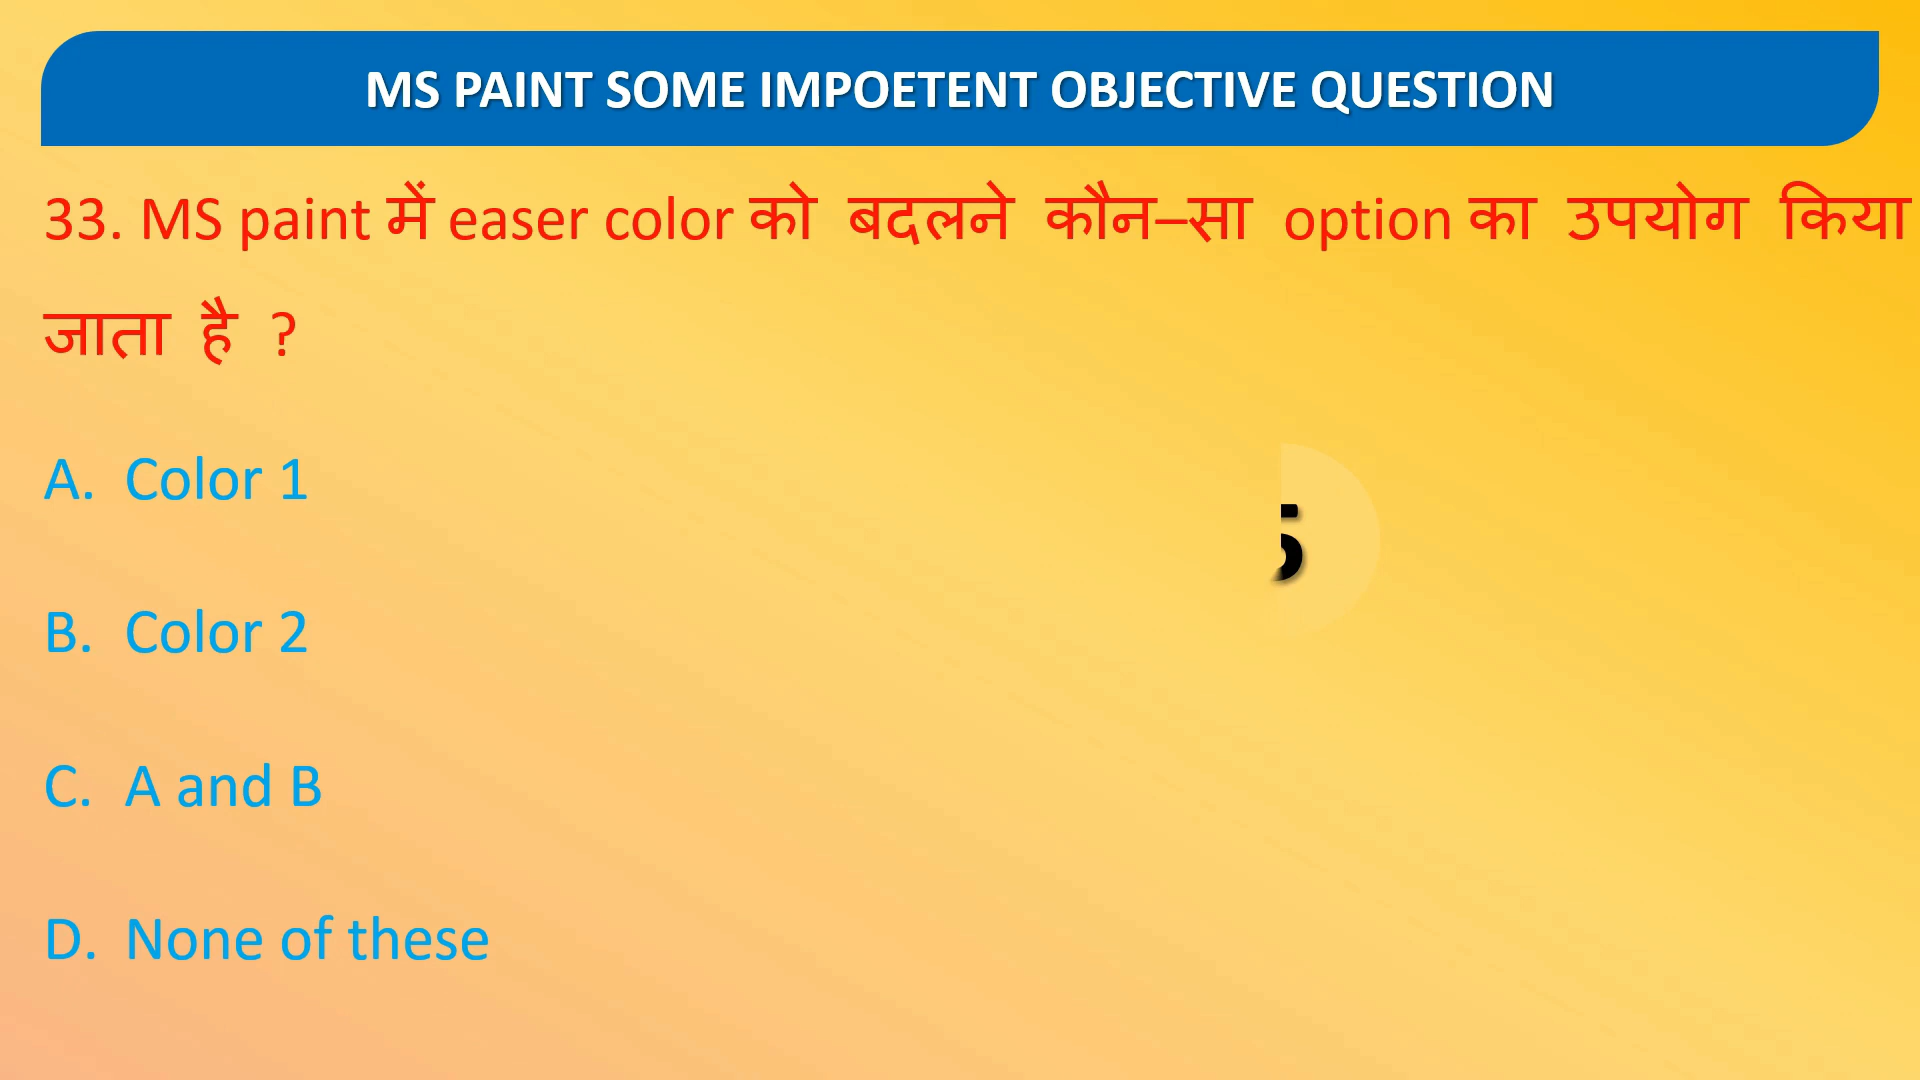 MS PAINT SOME IMPOETENT OBJECTIVE QUESTION
33. MS paint में easer color को बदलने कौन–सा option का उपयोग किया
जाता है ?
A. Color 1
5
B. Color 2
C. A and B
D. None of these